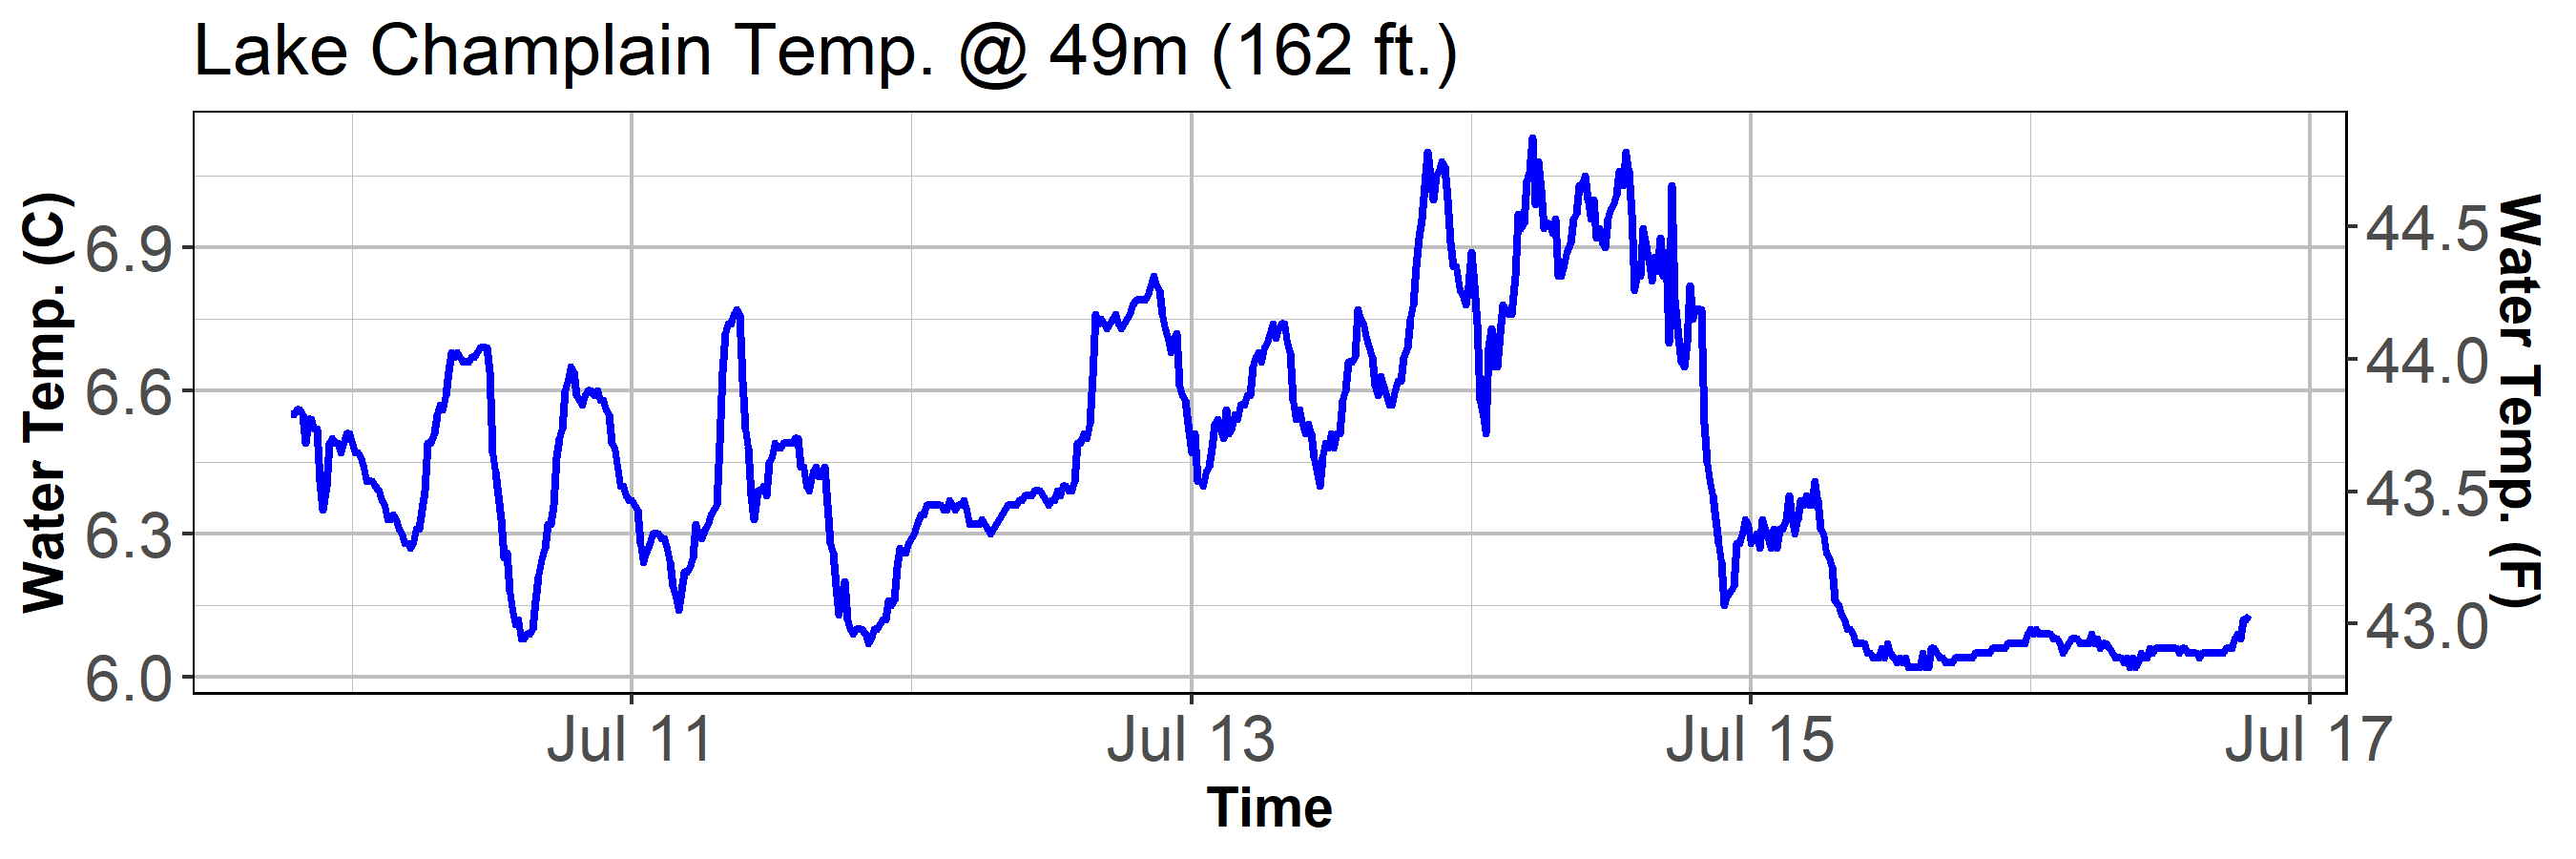 Lake Champlain Temp. @ 49m (162 ft.)
Water Temp. (C)
6.9
6.6
6.3
6.0
44.5
44.0
43.5
43.0
Water Temp. (F)
Jul 11
Jul 13
Jul 15
Jul 17
Time